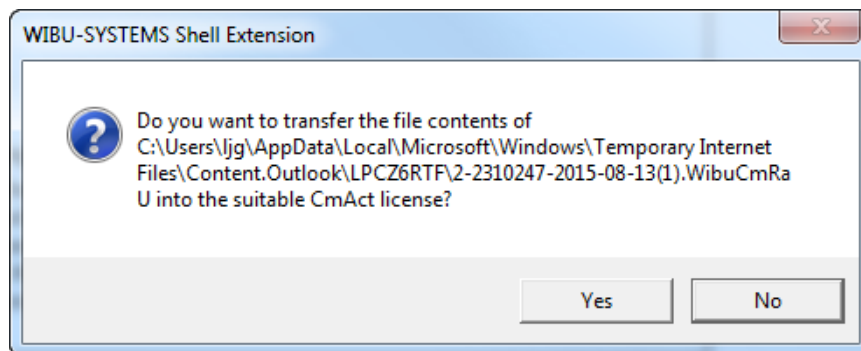 WIBU-SYSTEMS Shell Extension
Do you want to transfer the file contents of
C:\Users\ljg\AppData\Local\Microsoft\Windows\Temporary Internet
Files\Content.Outlook\LPCZ6RTF\2-2310247-2015-08-13(1).WibuCmRa
U into the suitable CmAct license?
Yes
No